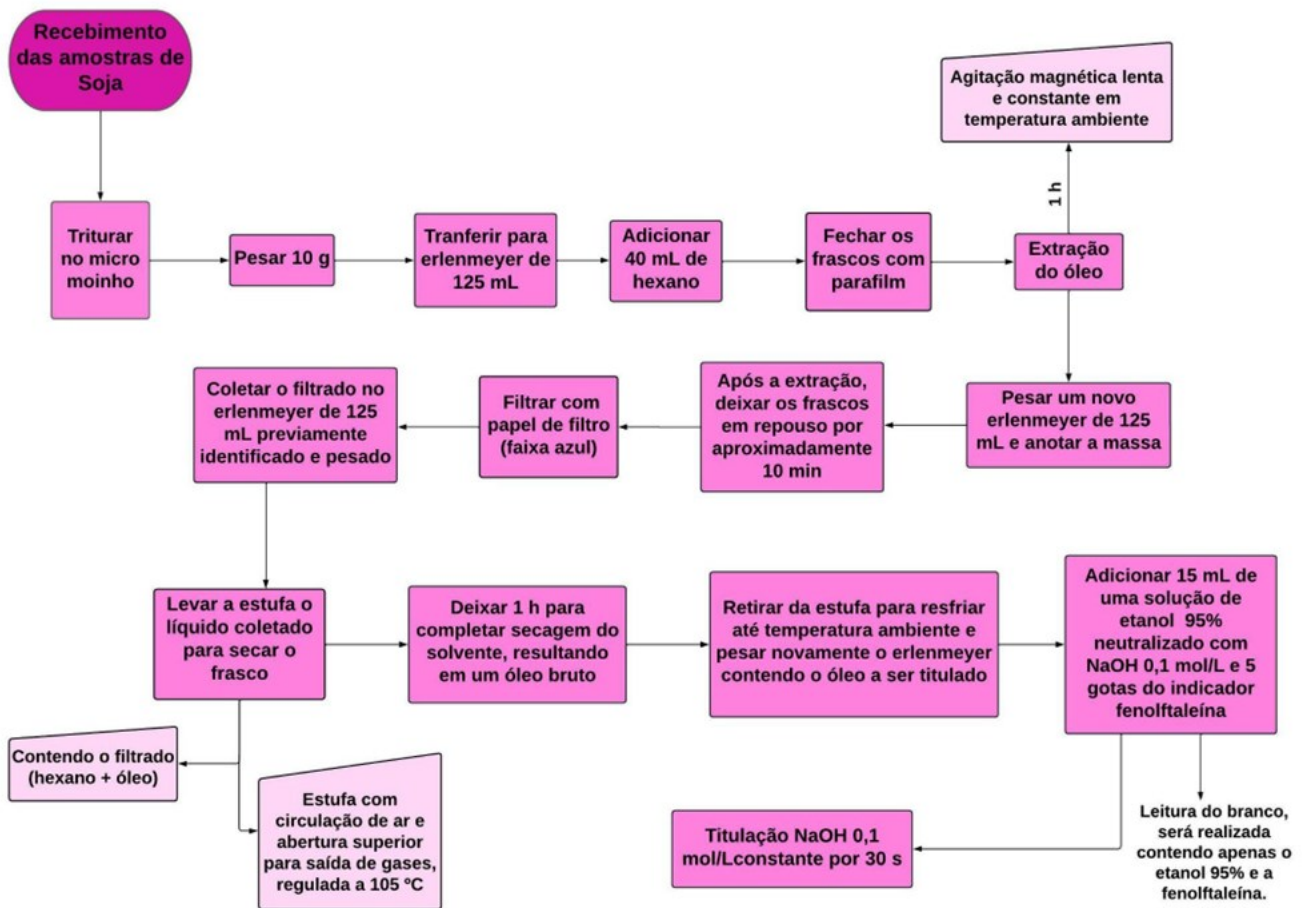 Recebimento
das amostras de
Soja
Agitação magnética lenta
e constante em
temperatura ambiente
1 h
Triturar
no micro
moinho
Pesar 10 g
Tranferir para
erlenmeyer de
125 mL
Adicionar
40 mL de
hexano
Fechar os
frascos com
parafilm
Extração
do óleo
Pesar um novo
erlenmeyer de 125
mL e anotar a massa
Após a extração,
deixar os frascos
em repouso por
aproximadamente
10 min
Filtrar com
papel de filtro
(faixa azul)
Coletar o filtrado no
erlenmeyer de 125
mL previamente
identificado e pesado
Levar a estufa o
líquido coletado
para secar o
frasco
Contendo o filtrado
(hexano + óleo)
Estufa com
circulação de ar e
abertura superior
para saída de gases,
regulada a 105 ºC
Deixar 1 h para
completar secagem do
solvente, resultando
em um óleo bruto
Retirar da estufa para resfriar
até temperatura ambiente e
pesar novamente o erlenmeyer
contendo o óleo a ser titulado
Adicionar 15 mL de
uma solução de
etanol 95%
neutralizado com
NaOH 0,1 mol/L e 5
gotas do indicador
fenolftaleína
Titulação NaOH 0,1
mol/Lconstante por 30 s
Leitura do branco,
será realizada
contendo apenas o
etanol 95% e a
fenolftaleína.